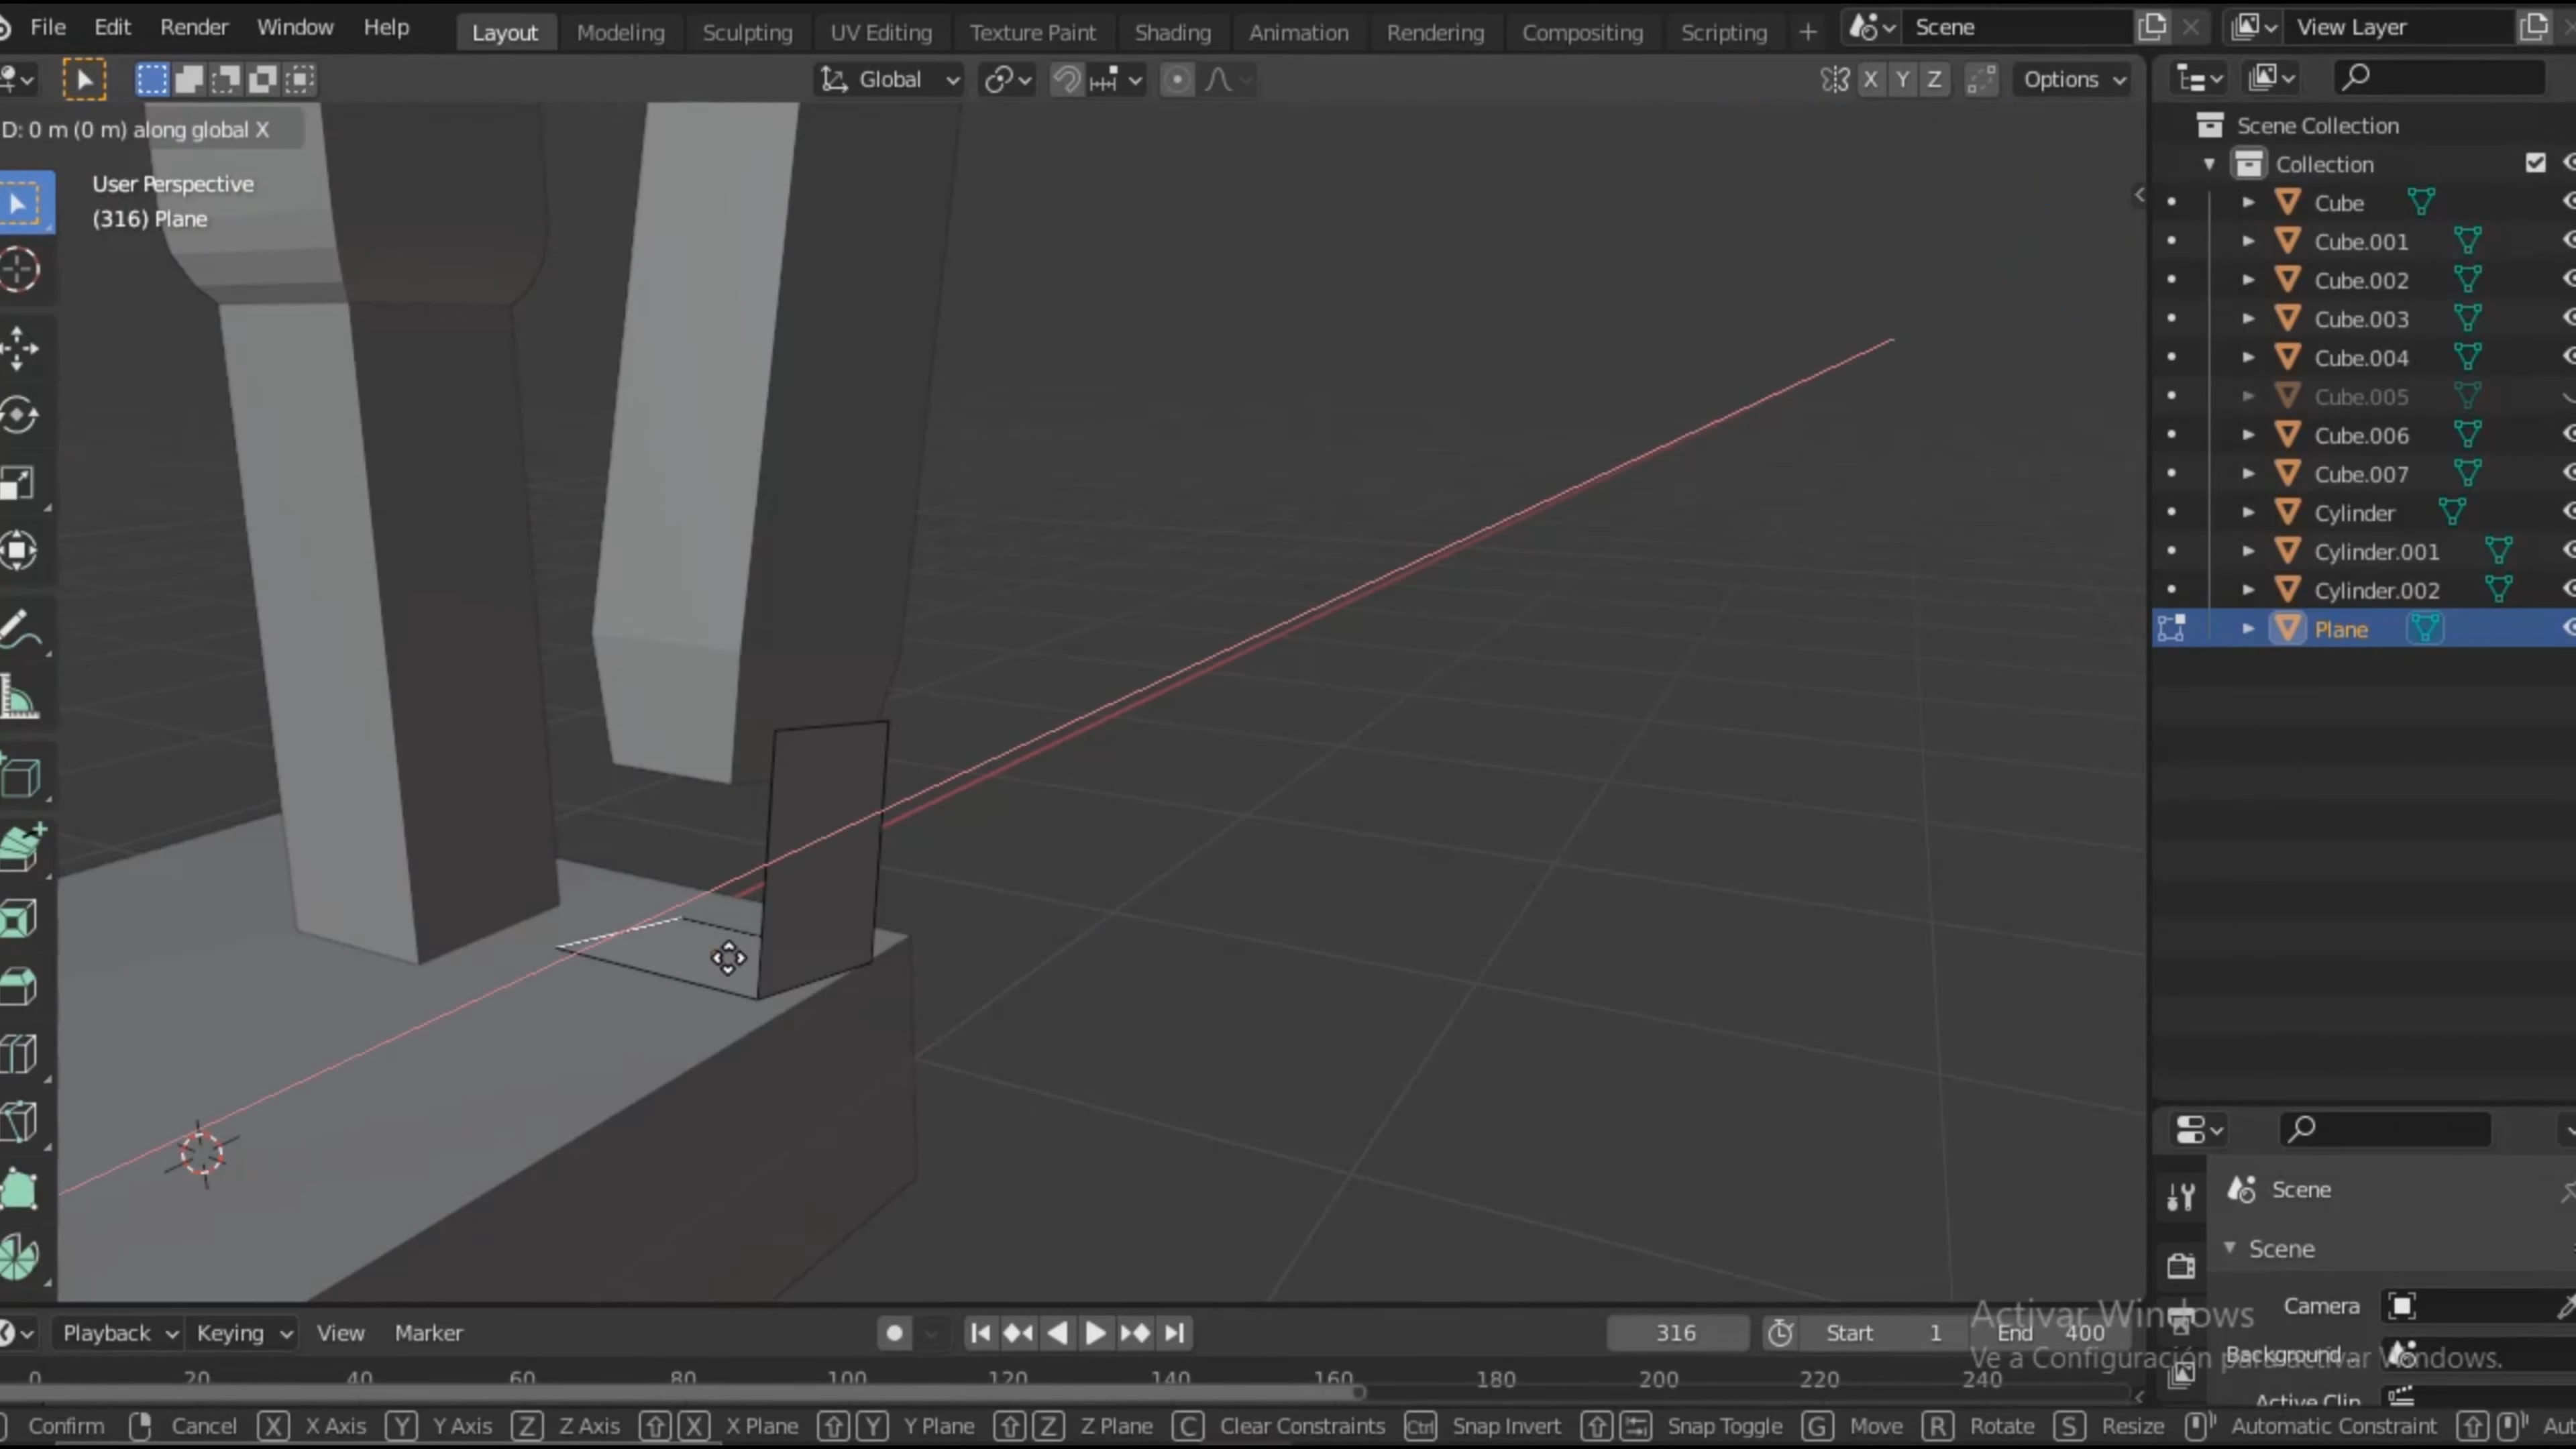 File Edit Render Window Help Layout Modeling Sculpting UV Editing Texture Paint Shading Animation Rendering Compositing Scripting + Scene View Layer
Global X Y Z Options
D: 0 m (0 m) along global X
User Perspective
(316) Plane
Scene Collection
Collection
Cube
Cube.001
Cube.002
Cube.003
Cube.004
Cube.005
Cube.006
Cube.007
Cylinder
Cylinder.001
Cylinder.002
Plane
Scene
Scene
Camera
Background
Active Clip
Activar Windows
Ve a Configuración para activar Windows.
Playback Keying View Marker 316 Start 1 End 400
0 20 40 60 80 100 120 140 160 180 200 220 240
Confirm Cancel X X Axis Y Y Axis Z Z Axis X X Plane Y Y Plane Z Z Plane C Clear Constraints Ctrl Snap Invert Snap Toggle G Move R Rotate S Resize Automatic Constraint